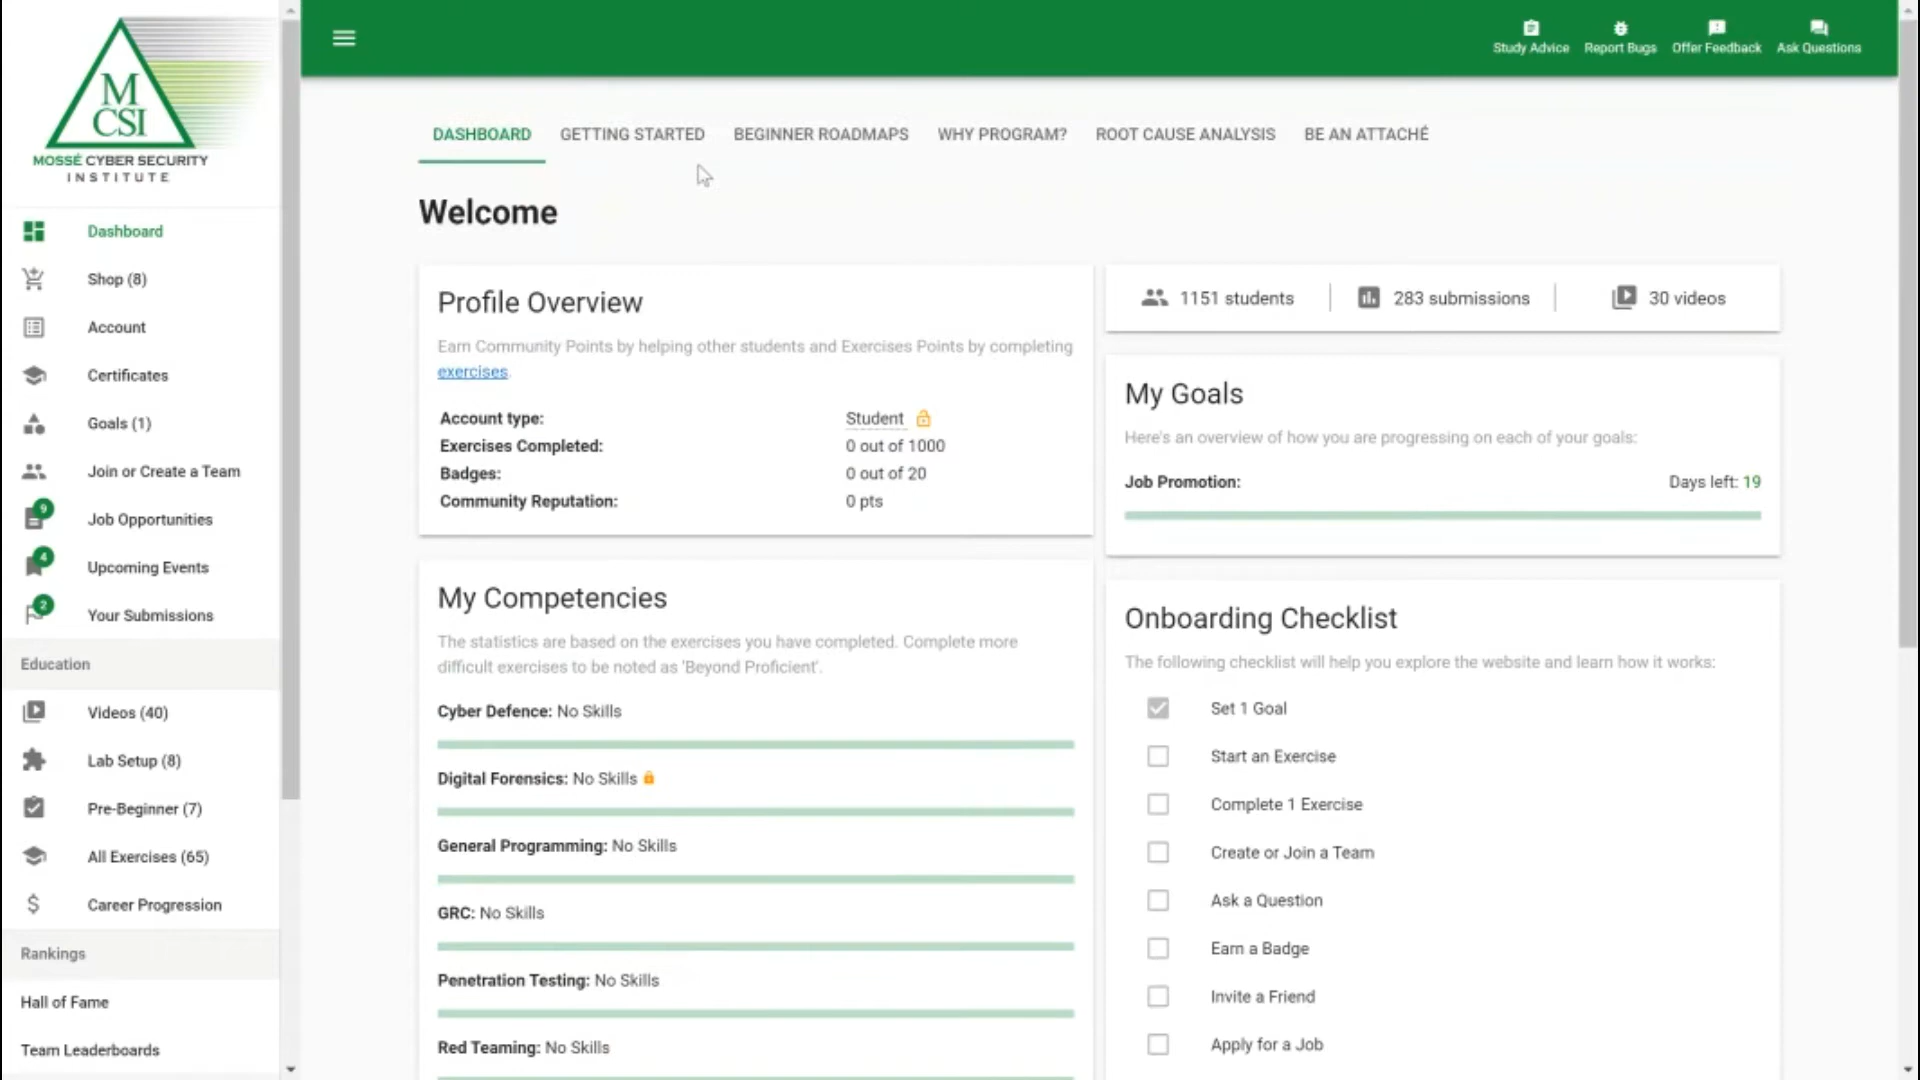 M
CSI
MOSSÉ CYBER SECURITY
INSTITUTE
Dashboard
Shop (8)
Account
Certificates
Goals (1)
Join or Create a Team
9
Job Opportunities
4
Upcoming Events
2
Your Submissions
Education
Videos (40)
Lab Setup (8)
Pre-Beginner (7)
All Exercises (65)
Career Progression
Rankings
Hall of Fame
Team Leaderboards
Study Advice
Report Bugs
Offer Feedback
Ask Questions
DASHBOARD GETTING STARTED BEGINNER ROADMAPS WHY PROGRAM? ROOT CAUSE ANALYSIS BE AN ATTACHÉ
Welcome
Profile Overview
Earn Community Points by helping other students and Exercises Points by completing
exercises.
Account type: Student
Exercises Completed: 0 out of 1000
Badges: 0 out of 20
Community Reputation: 0 pts
My Competencies
The statistics are based on the exercises you have completed. Complete more
difficult exercises to be noted as 'Beyond Proficient'.
Cyber Defence: No Skills
Digital Forensics: No Skills
General Programming: No Skills
GRC: No Skills
Penetration Testing: No Skills
Red Teaming: No Skills
1151 students
283 submissions
30 videos
My Goals
Here's an overview of how you are progressing on each of your goals:
Job Promotion: Days left: 19
Onboarding Checklist
The following checklist will help you explore the website and learn how it works:
Set 1 Goal
Start an Exercise
Complete 1 Exercise
Create or Join a Team
Ask a Question
Earn a Badge
Invite a Friend
Apply for a Job